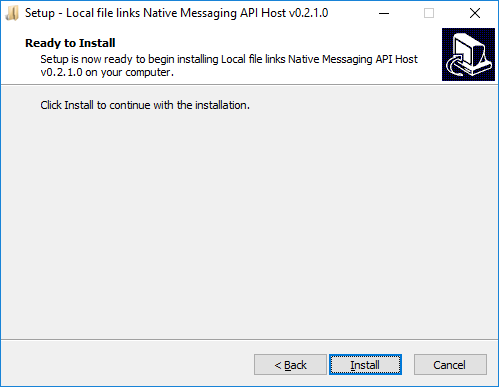 Setup - Local file links Native Messaging API Host v0.2.1.0
Ready to Install
Setup is now ready to begin installing Local file links Native Messaging API Host
v0.2.1.0 on your computer.
Click Install to continue with the installation.
< Back
Install
Cancel